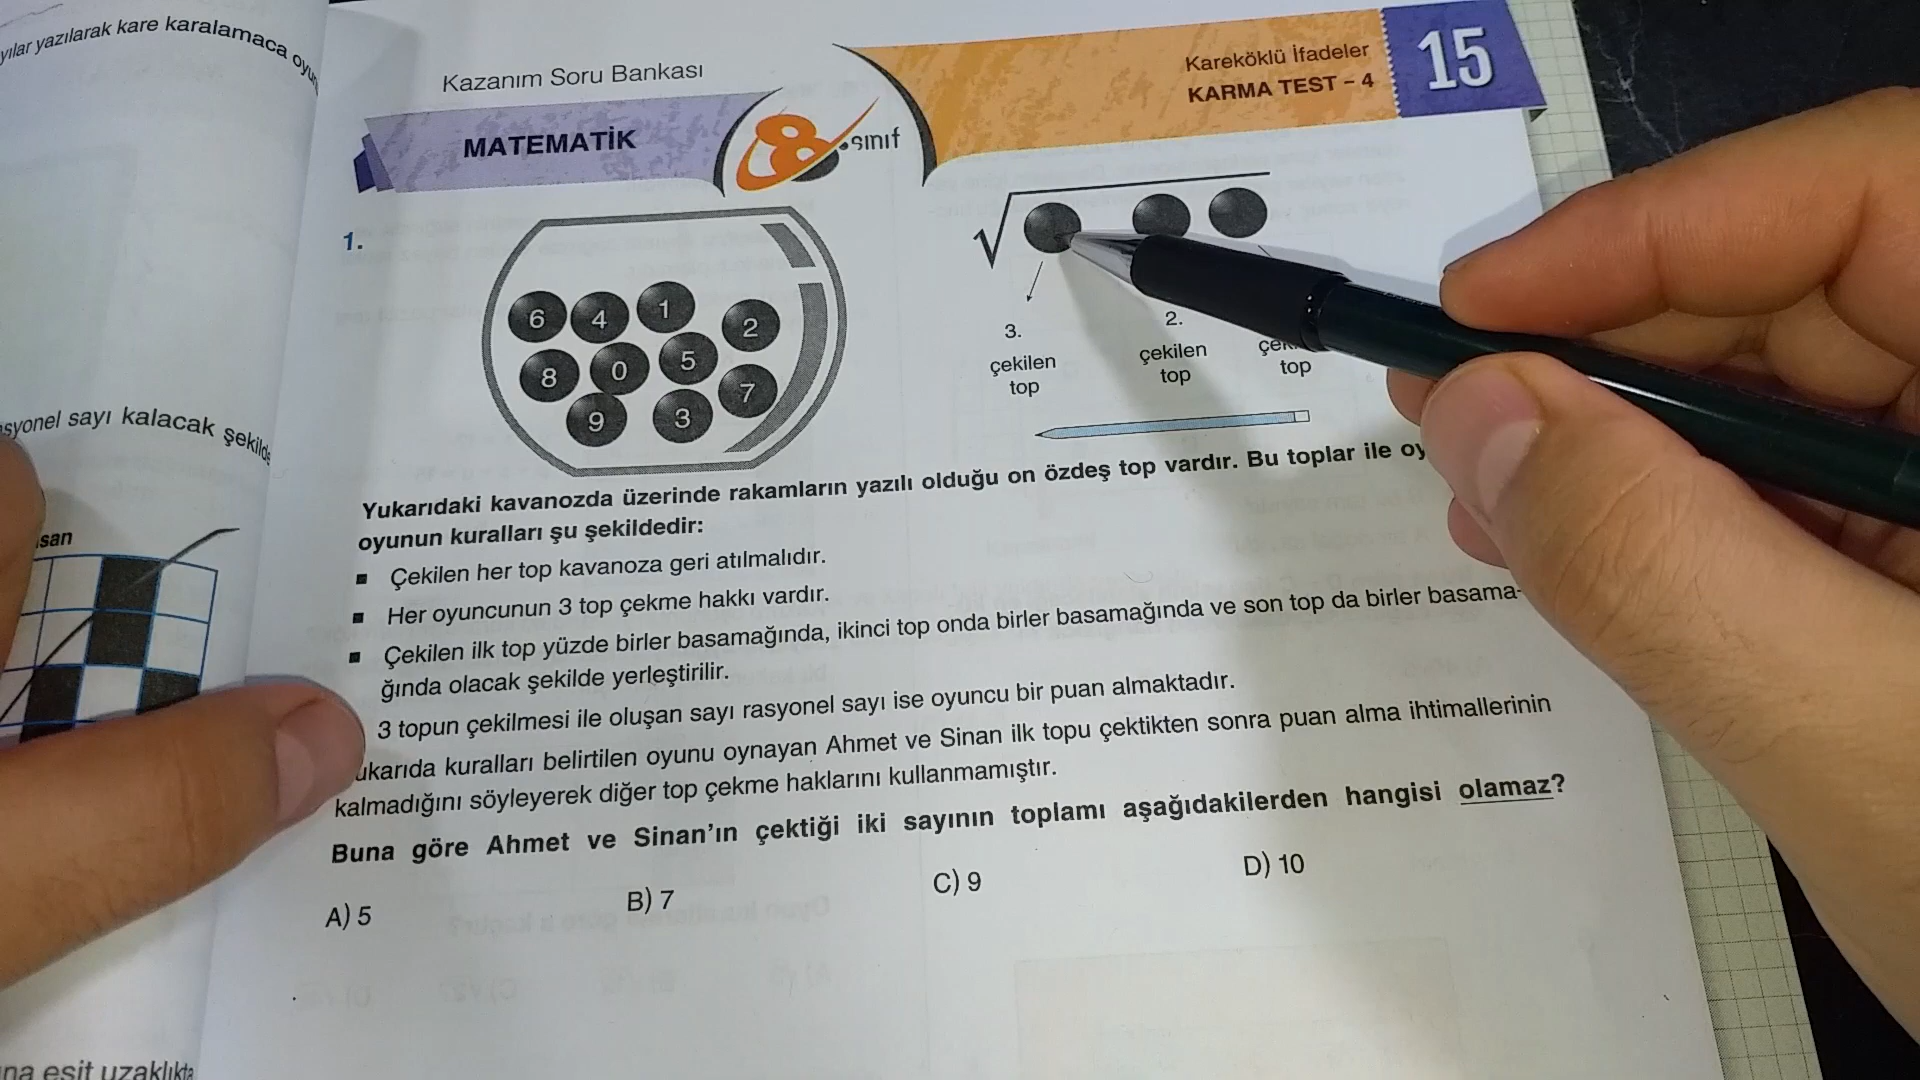 yılar yazılarak kare karalamaca
Kazanım Soru Bankası
MATEMATİK
8.sınıf
Kareköklü İfadeler
KARMA TEST – 4
15
1.
6 4 1 2
8 0 5 7
9 3
√
3.
çekilen
top
2.
çekilen
top
top
Yukarıdaki kavanozda üzerinde rakamların yazılı olduğu on özdeş top vardır. Bu toplar ile
oyunun kuralları şu şekildedir:
▪ Çekilen her top kavanoza geri atılmalıdır.
▪ Her oyuncunun 3 top çekme hakkı vardır.
▪ Çekilen ilk top yüzde birler basamağında, ikinci top onda birler basamağında ve son top da birler basama-
ğında olacak şekilde yerleştirilir.
3 topun çekilmesi ile oluşan sayı rasyonel sayı ise oyuncu bir puan almaktadır.
ukarıda kuralları belirtilen oyunu oynayan Ahmet ve Sinan ilk topu çektikten sonra puan alma ihtimallerinin
kalmadığını söyleyerek diğer top çekme haklarını kullanmamıştır.
Buna göre Ahmet ve Sinan'ın çektiği iki sayının toplamı aşağıdakilerden hangisi olamaz?
A) 5
B) 7
C) 9
D) 10
syonel sayı kalacak şekilde
san
na eşit uzaklıkta